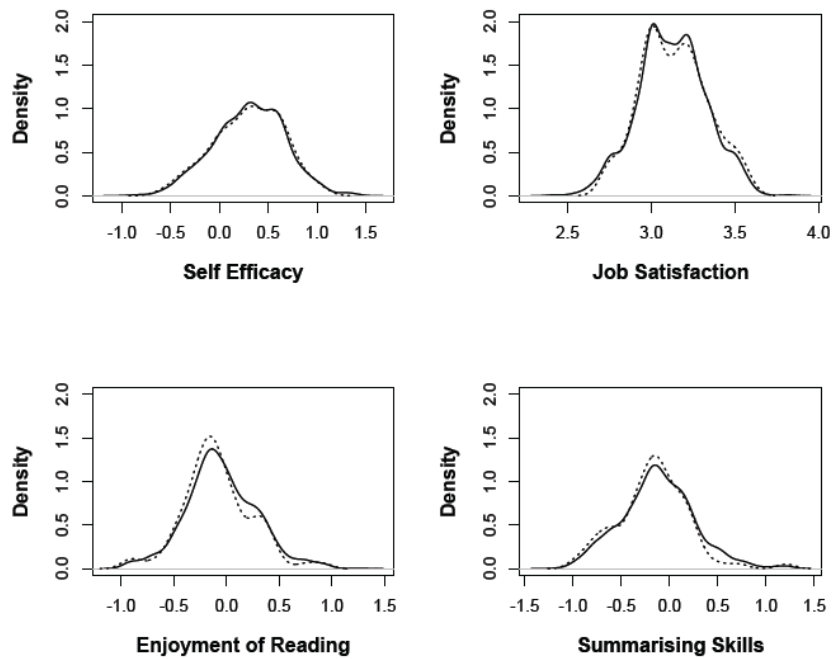 Density
2.0
1.5
1.0
0.5
0.0
-1.0 -0.5 0.0 0.5 1.0 1.5
Self Efficacy
Density
2.0
1.5
1.0
0.5
0.0
2.5 3.0 3.5 4.0
Job Satisfaction
Density
2.0
1.5
1.0
0.5
0.0
-1.0 -0.5 0.0 0.5 1.0 1.5
Enjoyment of Reading
Density
2.0
1.5
1.0
0.5
0.0
-1.5 -1.0 -0.5 0.0 0.5 1.0 1.5
Summarising Skills